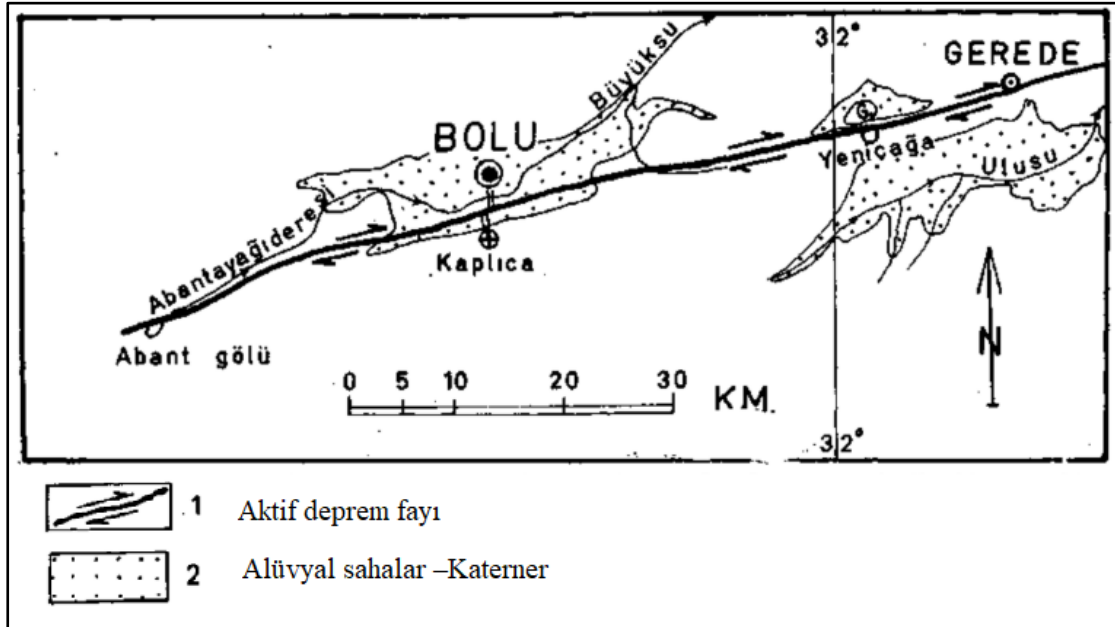 32°
GEREDE
Büyüksu
BOLU
Yeniçağa
Ulusu
Abantayağıderesi
Kaplıca
Abant gölü
N
0 5 10 20 30 KM.
32°
1 Aktif deprem fayı
2 Alüvyal sahalar –Katerner